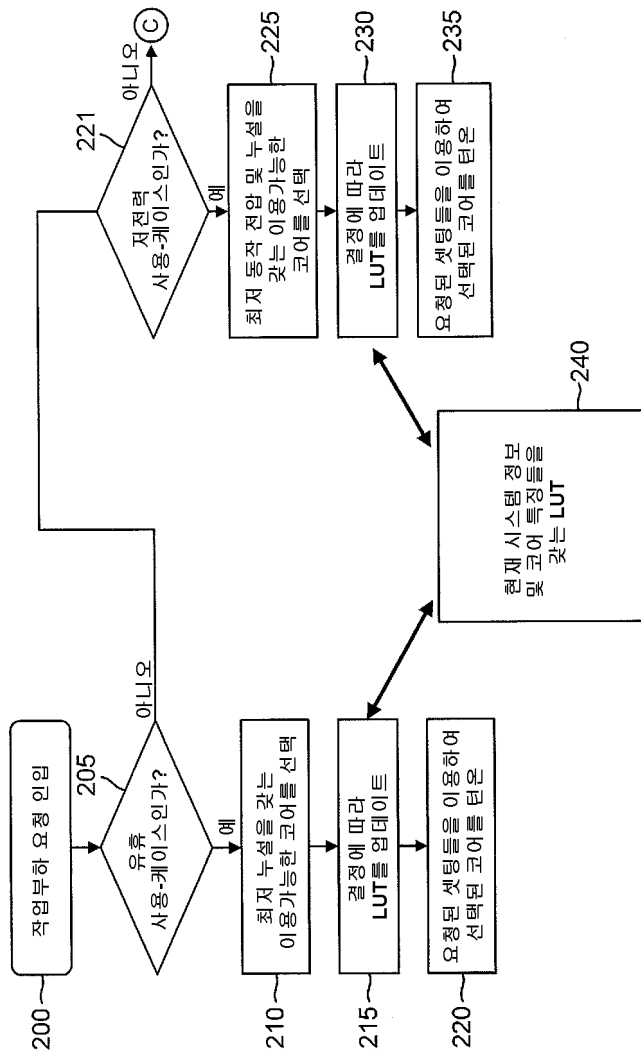 200
작업부하 요청 인입
205
유휴
사용-케이스인가?
아니오
예
210
최저 누설을 갖는
이용가능한 코어를 선택
215
결정에 따라
LUT를 업데이트
220
요청된 셋팅들을 이용하여
선택된 코어를 턴온
221
저전력
사용-케이스인가?
아니오
C
예
225
최저 동작 전압 및 누설을
갖는 이용가능한
코어를 선택
230
결정에 따라
LUT를 업데이트
235
요청된 셋팅들을 이용하여
선택된 코어를 턴온
240
현재 시스템 정보
및 코어 특징들을
갖는 LUT